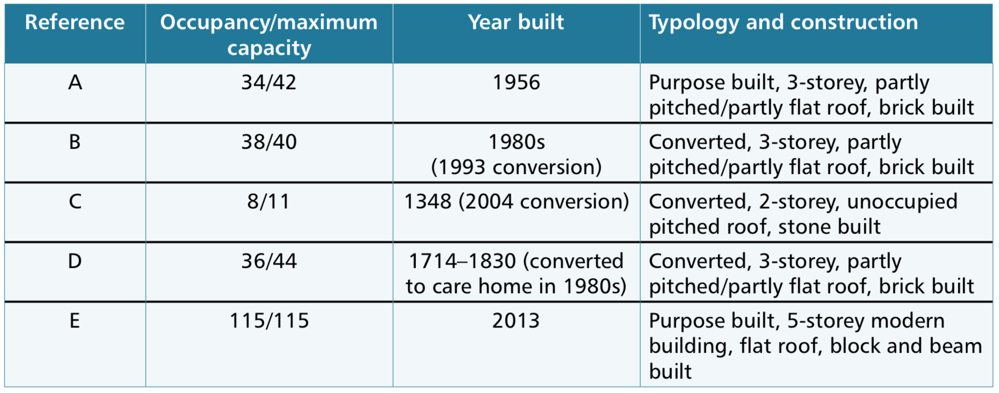 Reference
Occupancy/maximum
capacity
Year built
Typology and construction
A
34/42
1956
Purpose built, 3-storey, partly
pitched/partly flat roof, brick built
B
38/40
1980s
(1993 conversion)
Converted, 3-storey, partly
pitched/partly flat roof, brick built
C
8/11
1348 (2004 conversion)
Converted, 2-storey, unoccupied
pitched roof, stone built
D
36/44
1714–1830 (converted
to care home in 1980s)
Converted, 3-storey, partly
pitched/partly flat roof, brick built
E
115/115
2013
Purpose built, 5-storey modern
building, flat roof, block and beam
built